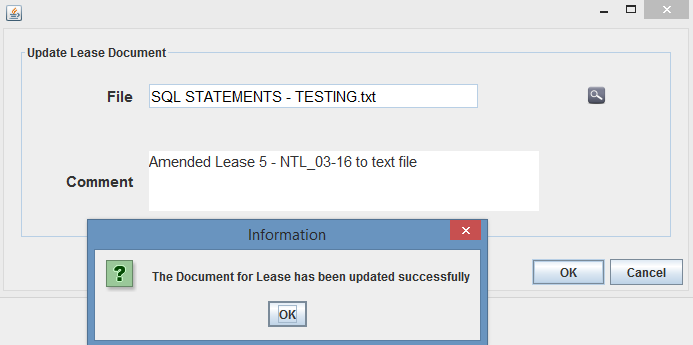 Update Lease Document
File SQL STATEMENTS - TESTING.txt
Comment Amended Lease 5 - NTL_03-16 to text file
Information
? The Document for Lease has been updated successfully
OK
OK Cancel